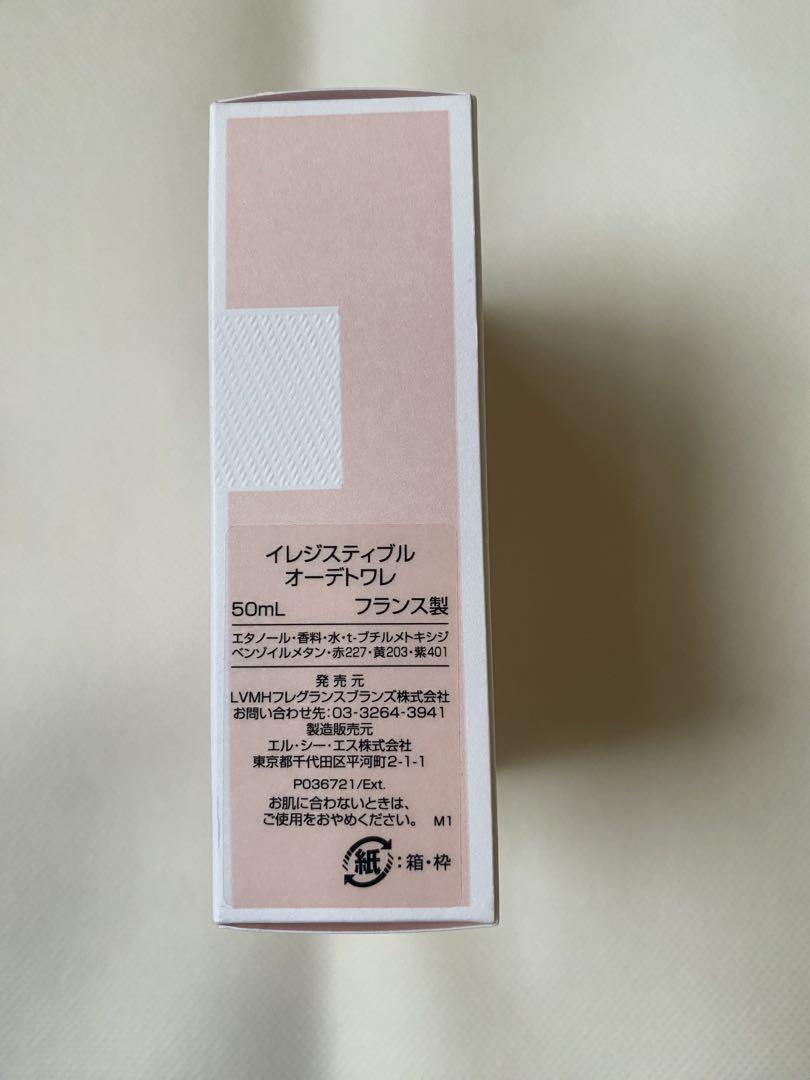 イレジスティブル
オーデトワレ
50mL フランス製
エタノール・香料・水・t-ブチルメトキシジ
ベンゾイルメタン・赤227・黄203・紫401
発売元
LVMHフレグランスブランズ株式会社
お問い合わせ先:03-3264-3941
製造販売元
エル・シー・エス株式会社
東京都千代田区平河町2-1-1
P036721/Ext.
お肌に合わないときは、
ご使用をおやめください。 M1
紙:箱・枠